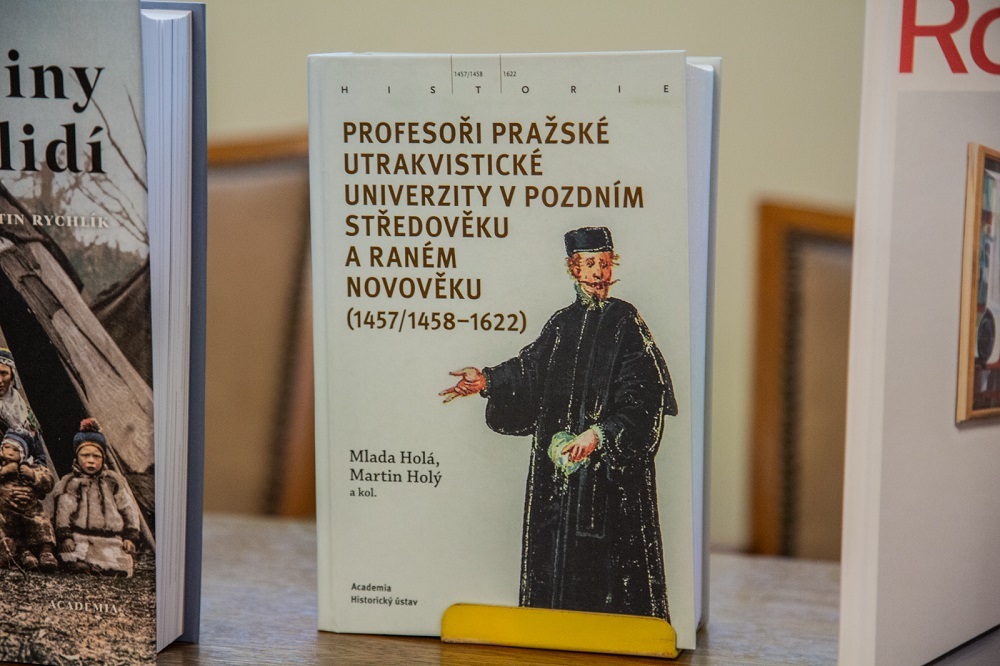 iny
lidí
TIN RYCHLÍK
ACADEMIA
1457/1458 1622
HISTORIE
PROFESOŘI PRAŽSKÉ
UTRAKVISTICKÉ
UNIVERZITY V POZDNÍM
STŘEDOVĚKU
A RANÉM
NOVOVĚKU
(1457/1458–1622)
Mlada Holá,
Martin Holý
a kol.
Academia
Historický ústav
Ro